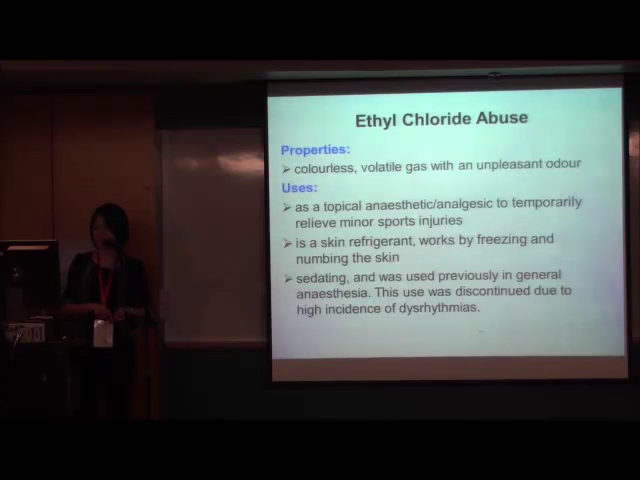 Ethyl Chloride Abuse
Properties:
➢ colourless, volatile gas with an unpleasant odour
Uses:
➢ as a topical anaesthetic/analgesic to temporarily
relieve minor sports injuries
➢ is a skin refrigerant, works by freezing and
numbing the skin
➢ sedating, and was used previously in general
anaesthesia. This use was discontinued due to
high incidence of dysrhythmias.